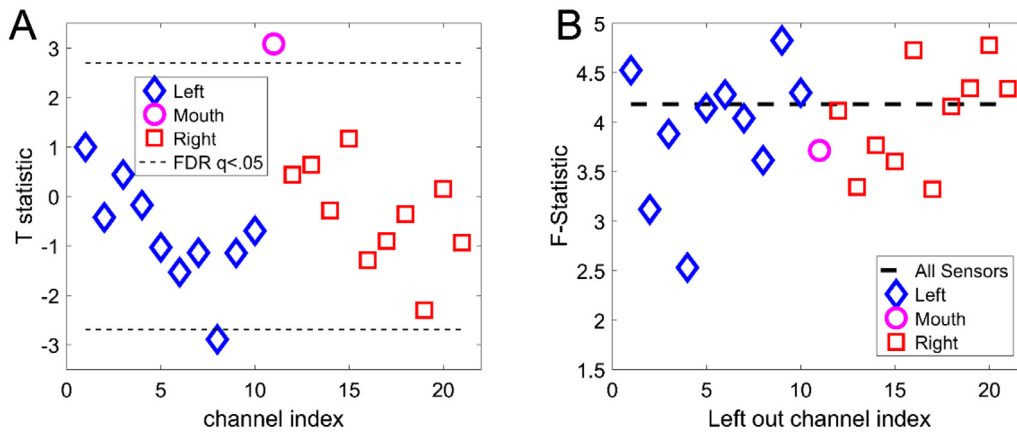 A
T statistic
3
2
1
0
-1
-2
-3
Left
Mouth
Right
FDR q<.05
0 5 10 15 20
channel index
B
F-Statistic
5
4.5
4
3.5
3
2.5
2
1.5
All Sensors
Left
Mouth
Right
0 5 10 15 20
Left out channel index